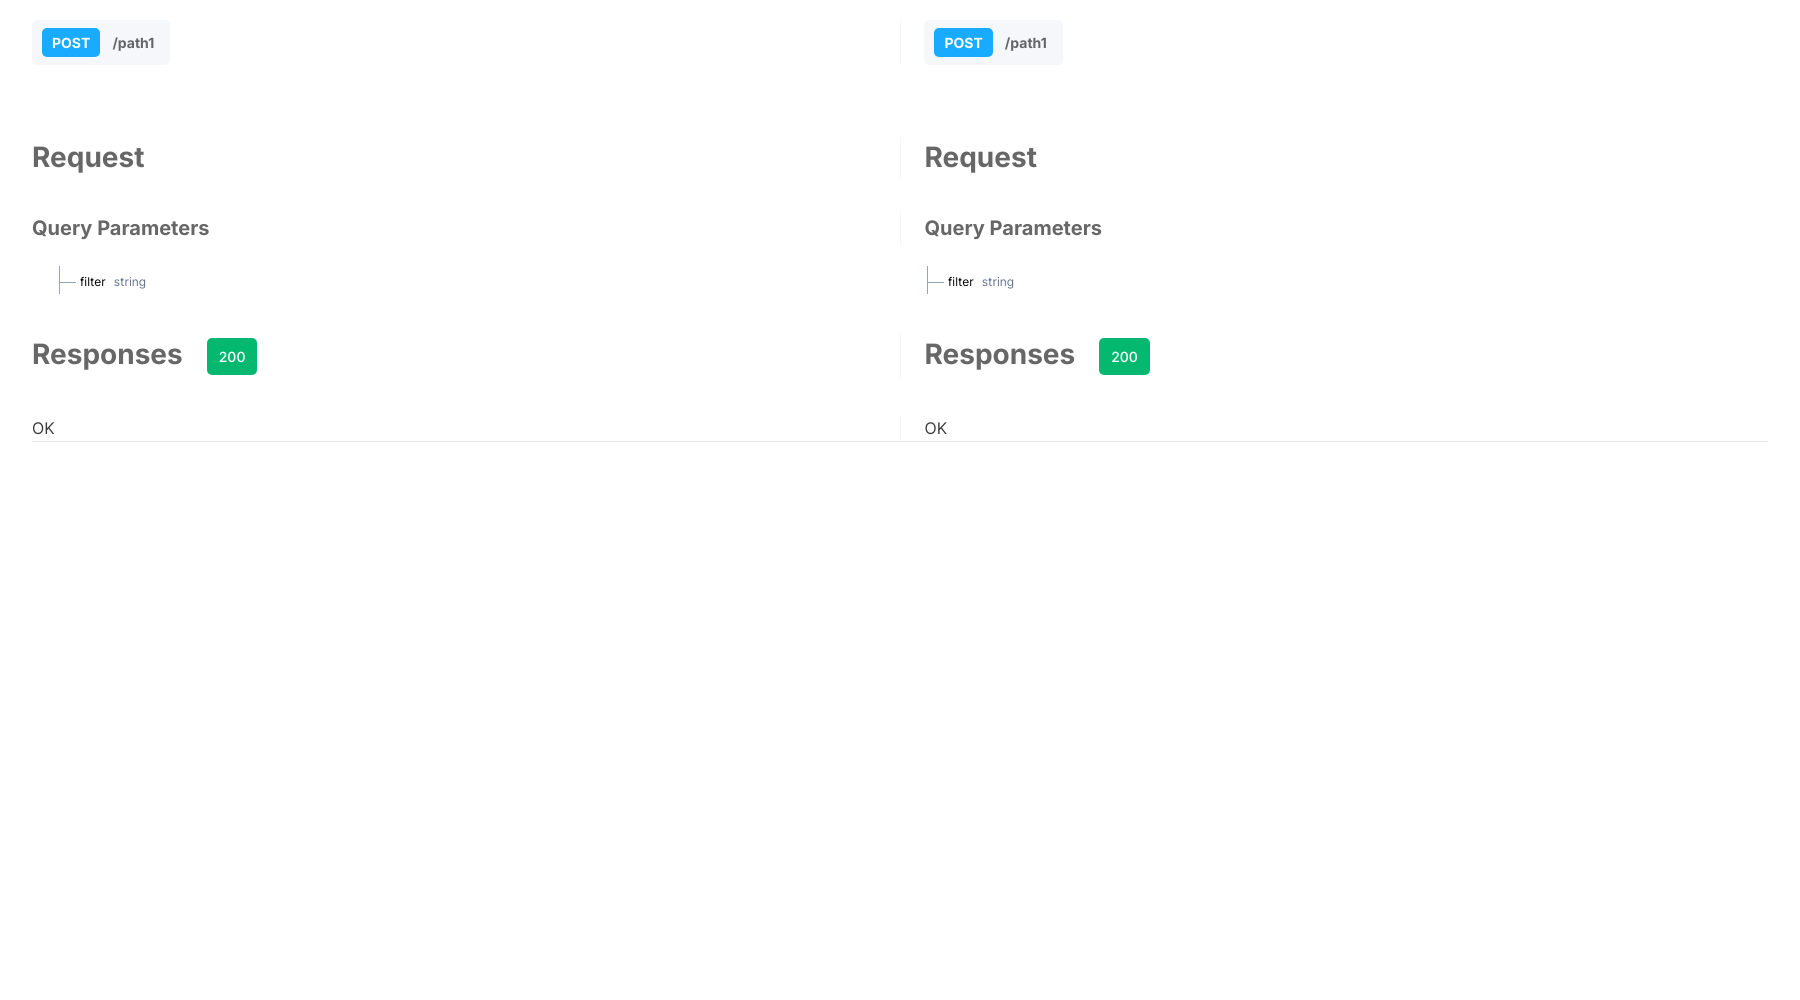 POST /path1 POST /path1
Request Request
Query Parameters Query Parameters
filter string filter string
Responses 200 Responses 200
OK OK